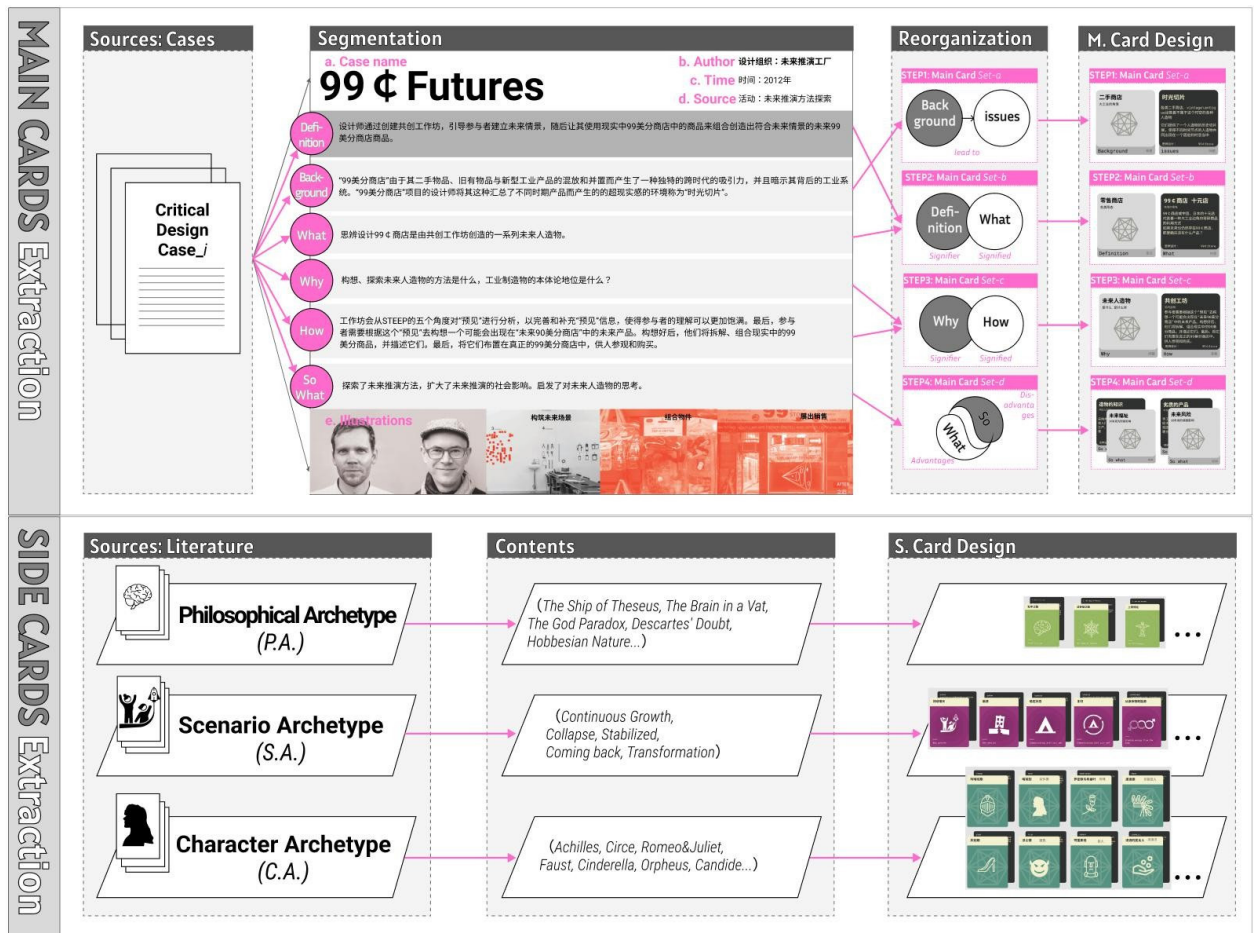 MAIN CARDS Extraction
Sources: Cases
Critical
Design
Case_i
Segmentation
a. Case name
99 ¢ Futures
b. Author 设计组织：未来推演工厂
c. Time 时间：2012年
d. Source 活动：未来推演方法探索
Defi-
nition
设计师通过创建共创工作坊，引导参与者建立未来情景，随后让其使用现实中99美分商店中的商品来组合创造出符合未来情景的未来99
美分商店商品。
Back-
ground
“99美分商店”由于其二手物品、旧有物品与新型工业产品的混放和并置而产生了一种独特的跨时代的吸引力，并且暗示其背后的工业系
统。“99美分商店”项目的设计师将其这种汇总了不同时期产品而产生的的超现实感的环境称为“时光切片”。
What
思辨设计99￠商店是由共创工作坊创造的一系列未来人造物。
Why
构想、探索未来人造物的方法是什么，工业制造物的本体论地位是什么？
How
工作坊会从STEEP的五个角度对“预见”进行分析，以完善和补充“预见”信息，使得参与者的理解可以更加饱满。最后，参与
者需要根据这个“预见”去构想一个可能会出现在“未来90美分商店”中的未来产品。构想好后，他们将拆解、组合现实中的99
美分商品，并描述它们。最后，将它们布置在真正的99美分商店中，供人参观和购买。
So
What
探索了未来推演方法，扩大了未来推演的社会影响。启发了对未来人造物的思考。
e. Illustrations
构筑未来场景
组合物件
展出销售
Reorganization
STEP1: Main Card Set-a
Back
ground
issues
lead to
STEP2: Main Card Set-b
Defi-
nition
What
Signifier
Signified
STEP3: Main Card Set-c
Why
How
Signifier
Signified
STEP4: Main Card Set-d
So
What
Dis-
advanta
ges
Advantages
M. Card Design
STEP1: Main Card Set-a
二手商店
时光切片
Background
Issues
STEP2: Main Card Set-b
零售商店
99￠商店 十元店
Definition
What
STEP3: Main Card Set-c
未来人造物
共创工坊
Why
How
STEP4: Main Card Set-d
未来福祉
未来风险
So what
So what
SIDE CARDS Extraction
Sources: Literature
Philosophical Archetype
(P.A.)
Scenario Archetype
(S.A.)
Character Archetype
(C.A.)
Contents
(The Ship of Theseus, The Brain in a Vat,
The God Paradox, Descartes' Doubt,
Hobbesian Nature...)
(Continuous Growth,
Collapse, Stabilized,
Coming back, Transformation)
(Achilles, Circe, Romeo&Juliet,
Faust, Cinderella, Orpheus, Candide...)
S. Card Design
...
...
...